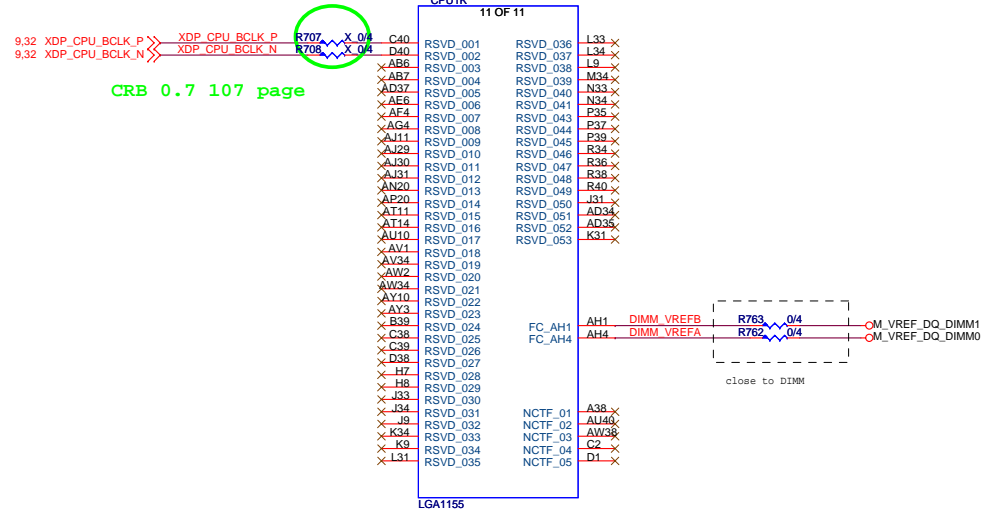 CPU1K
11 OF 11
9,32 XDP_CPU_BCLK_P XDP_CPU_BCLK_P R707 X_0/4 C40 RSVD_001
9,32 XDP_CPU_BCLK_N XDP_CPU_BCLK_N R708 X_0/4 D40 RSVD_002
CRB 0.7 107 page
AB6 RSVD_003
AB7 RSVD_004
AD37 RSVD_005
AE6 RSVD_006
AF4 RSVD_007
AG4 RSVD_008
AJ11 RSVD_009
AJ29 RSVD_010
AJ30 RSVD_011
AJ31 RSVD_012
AN20 RSVD_013
AP20 RSVD_014
AT11 RSVD_015
AT14 RSVD_016
AU10 RSVD_017
AV1 RSVD_018
AV34 RSVD_019
AW2 RSVD_020
AW34 RSVD_021
AY10 RSVD_022
AY3 RSVD_023
B39 RSVD_024
C38 RSVD_025
C39 RSVD_026
D38 RSVD_027
H7 RSVD_028
H8 RSVD_029
J33 RSVD_030
J34 RSVD_031
J9 RSVD_032
K34 RSVD_033
K9 RSVD_034
L31 RSVD_035
RSVD_036 L33
RSVD_037 L34
RSVD_038 L9
RSVD_039 M34
RSVD_040 N33
RSVD_041 N34
RSVD_043 P35
RSVD_044 P37
RSVD_045 P39
RSVD_046 R34
RSVD_047 R36
RSVD_048 R38
RSVD_049 R40
RSVD_050 J31
RSVD_051 AD34
RSVD_052 AD35
RSVD_053 K31
FC_AH1 AH1 DIMM_VREFB R763 0/4 M_VREF_DQ_DIMM1
FC_AH4 AH4 DIMM_VREFA R762 0/4 M_VREF_DQ_DIMM0
close to DIMM
NCTF_01 A38
NCTF_02 AU40
NCTF_03 AW38
NCTF_04 C2
NCTF_05 D1
LGA1155